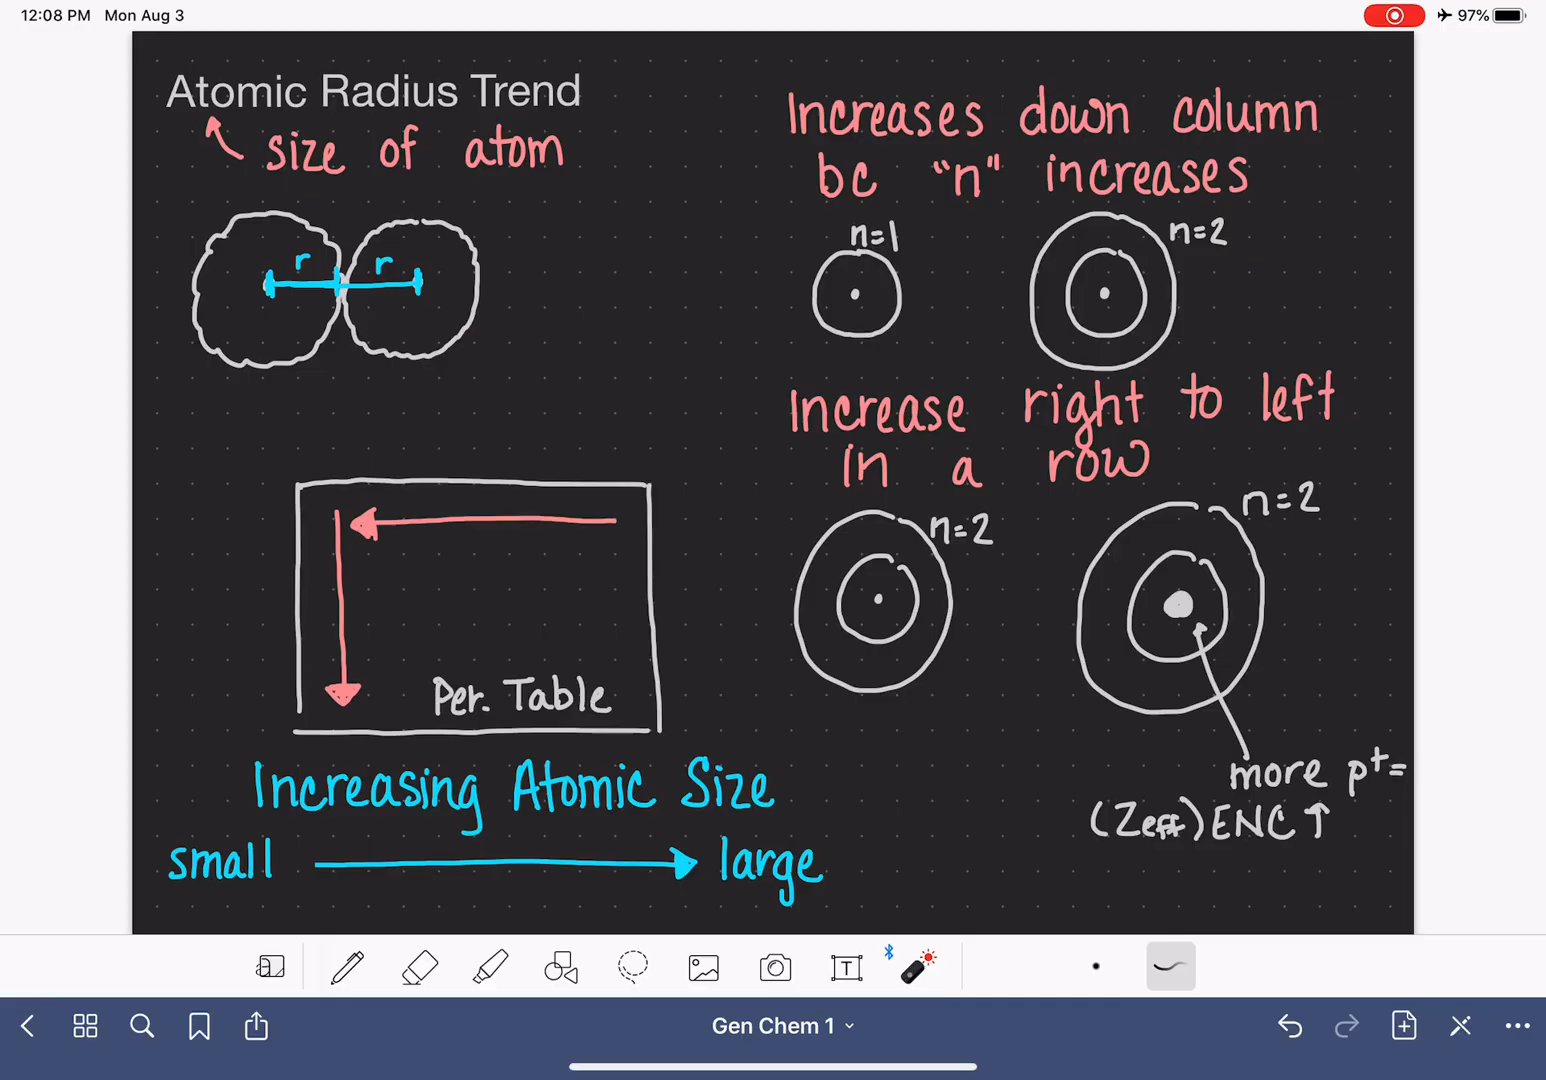 12:08 PM Mon Aug 3
97%
Atomic Radius Trend
size of atom
r r
Per. Table
Increasing Atomic Size
small large
Increases down column
bc "n" increases
n=1 n=2
Increase right to left
in a row
n=2 n=2
more p+=
(Zeff) ENC↑
T
Gen Chem 1